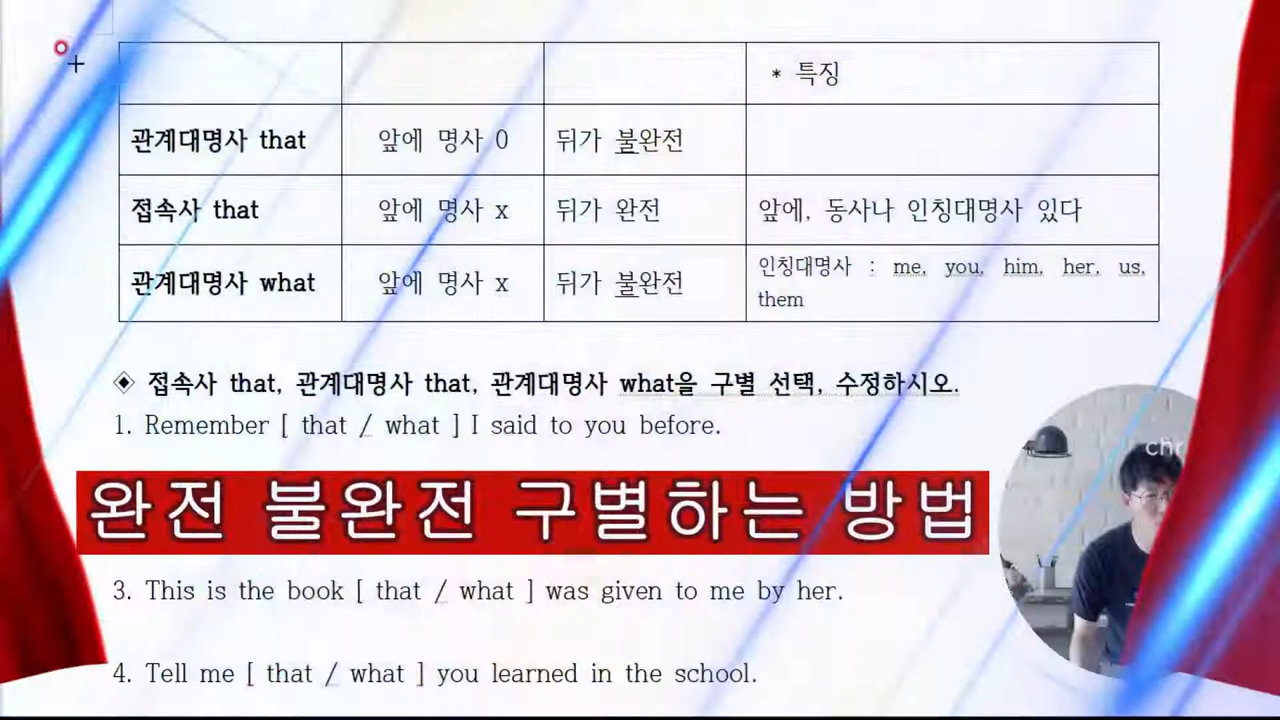 * 특징
관계대명사 that 앞에 명사 0 뒤가 불완전
접속사 that 앞에 명사 x 뒤가 완전 앞에, 동사나 인칭대명사 있다
관계대명사 what 앞에 명사 x 뒤가 불완전 인칭대명사 : me, you, him, her, us,
them
◈ 접속사 that, 관계대명사 that, 관계대명사 what을 구별 선택, 수정하시오.
1. Remember [ that / what ] I said to you before.
완전 불완전 구별하는 방법
3. This is the book [ that / what ] was given to me by her.
4. Tell me [ that / what ] you learned in the school.